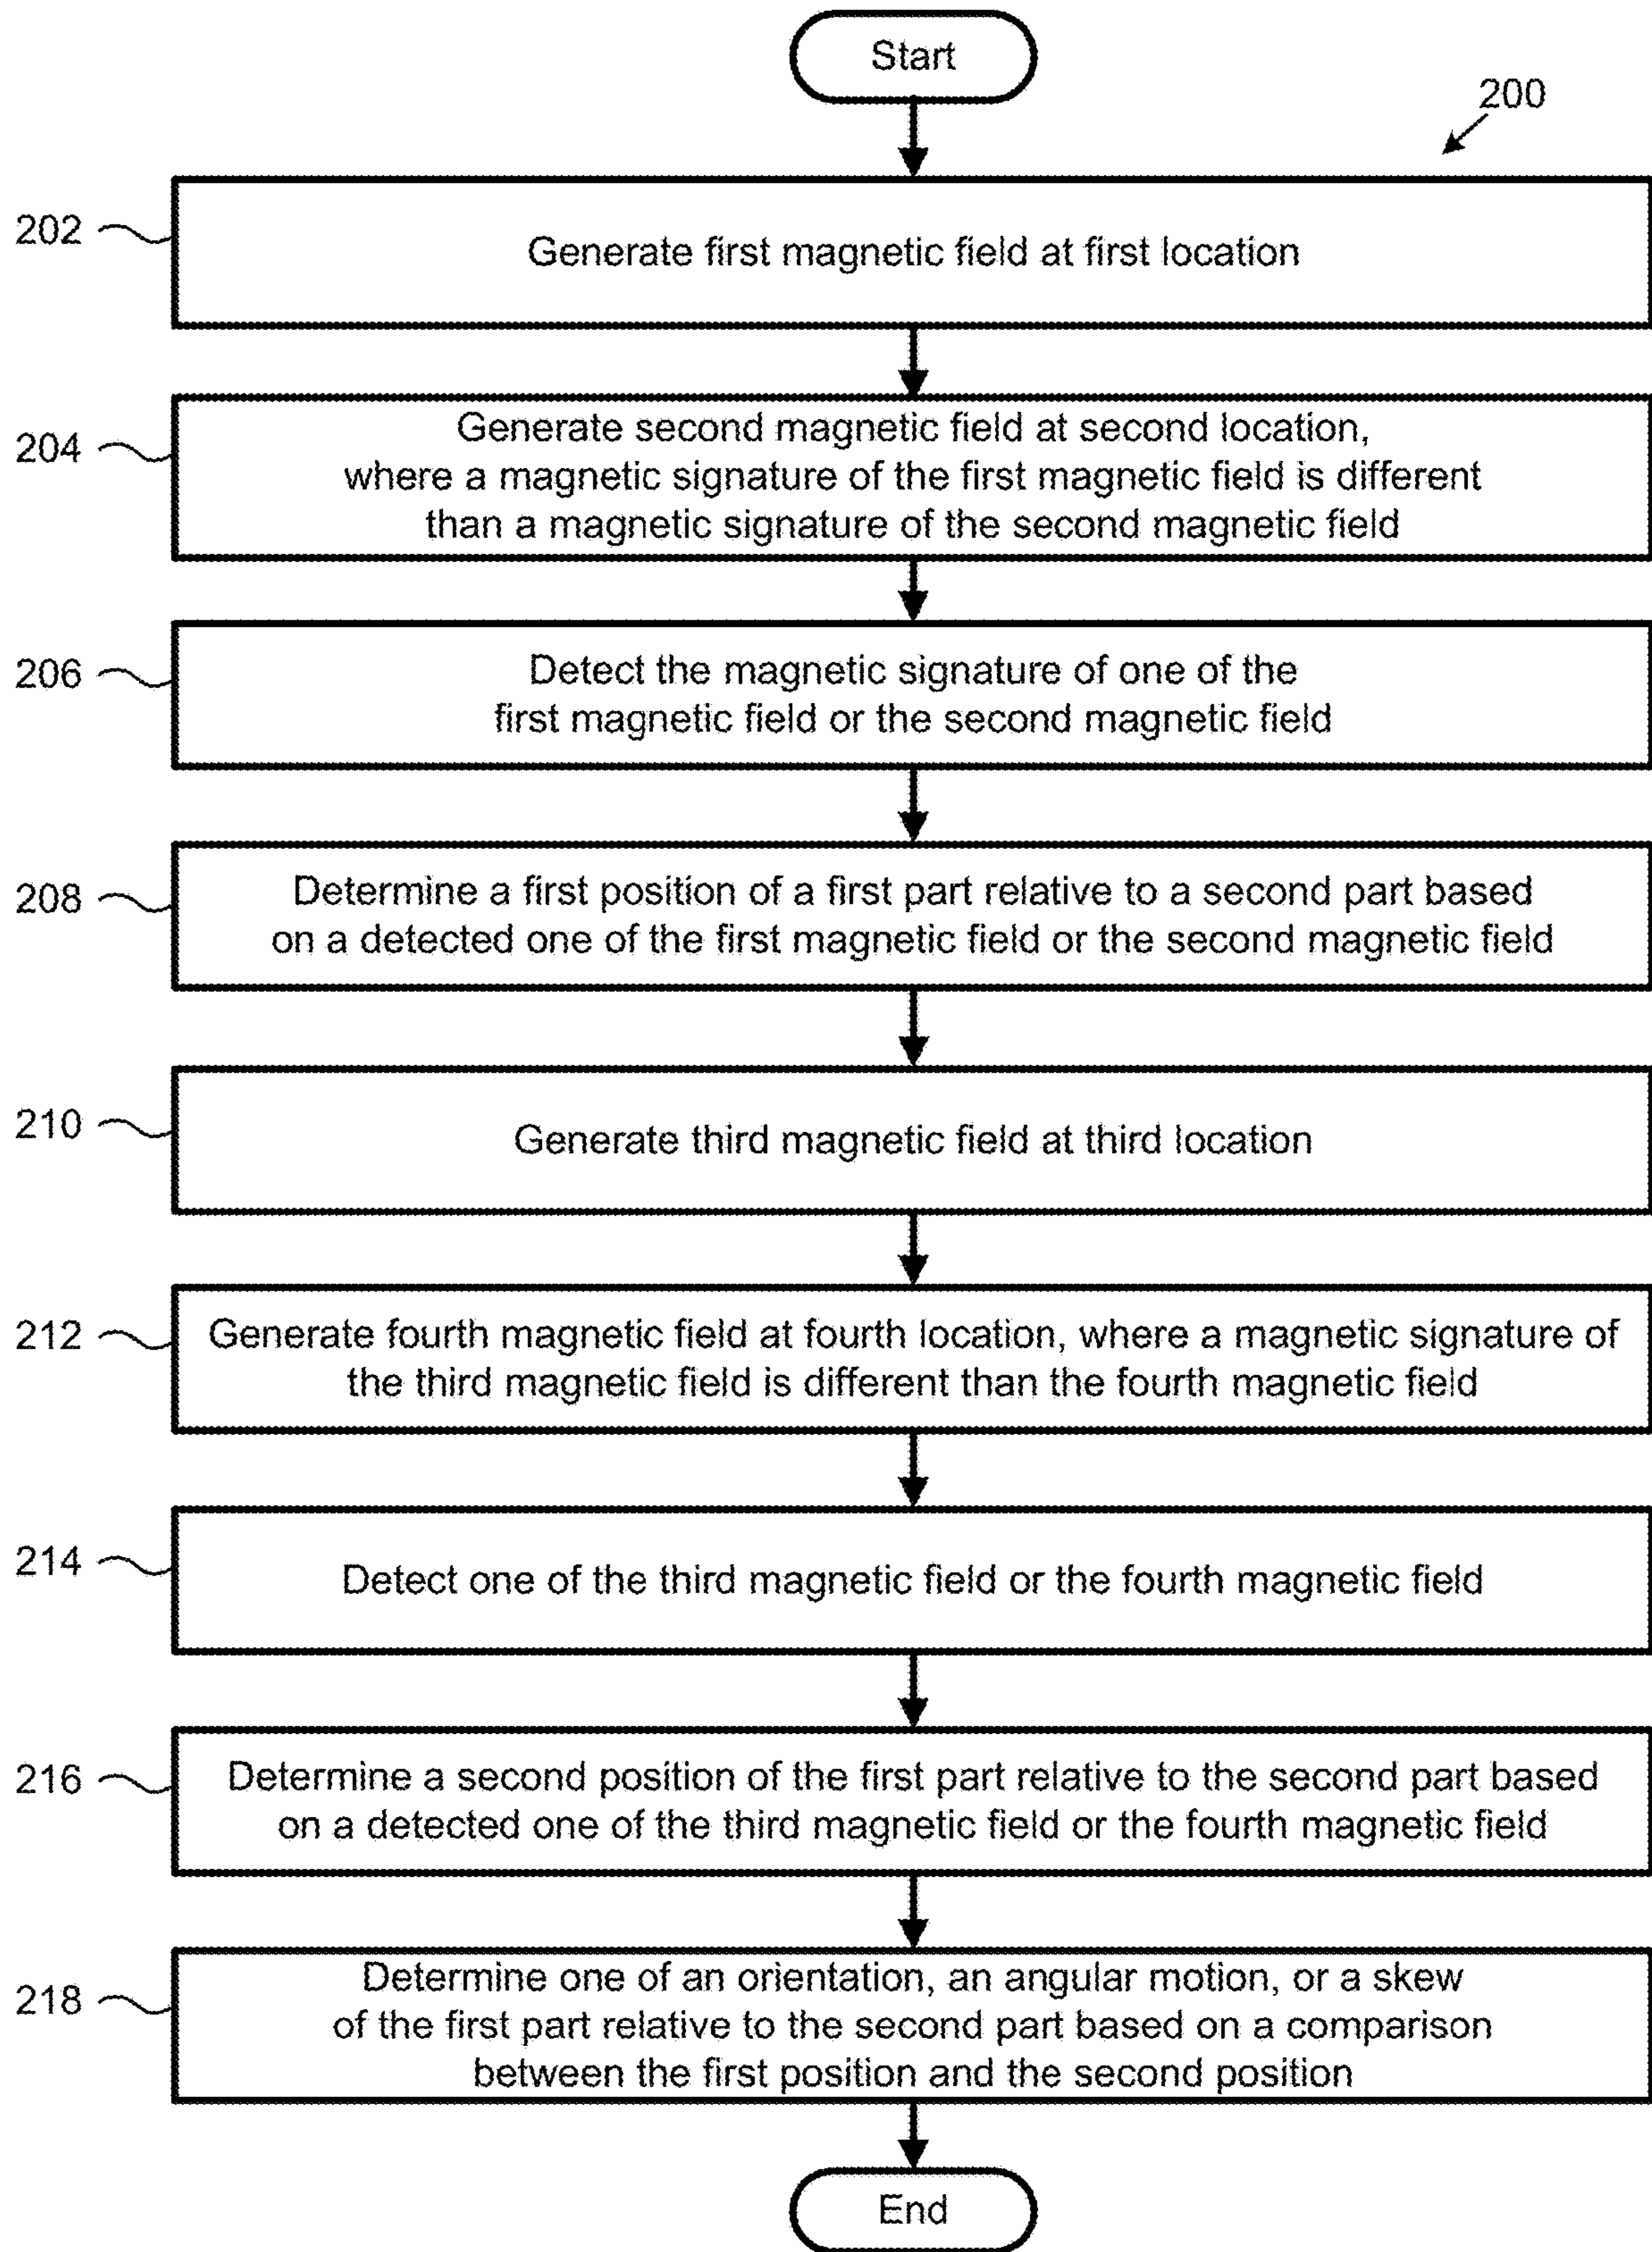 Start
200
202
Generate first magnetic field at first location
204
Generate second magnetic field at second location,
where a magnetic signature of the first magnetic field is different
than a magnetic signature of the second magnetic field
206
Detect the magnetic signature of one of the
first magnetic field or the second magnetic field
208
Determine a first position of a first part relative to a second part based
on a detected one of the first magnetic field or the second magnetic field
210
Generate third magnetic field at third location
212
Generate fourth magnetic field at fourth location, where a magnetic signature of
the third magnetic field is different than the fourth magnetic field
214
Detect one of the third magnetic field or the fourth magnetic field
216
Determine a second position of the first part relative to the second part based
on a detected one of the third magnetic field or the fourth magnetic field
218
Determine one of an orientation, an angular motion, or a skew
of the first part relative to the second part based on a comparison
between the first position and the second position
End